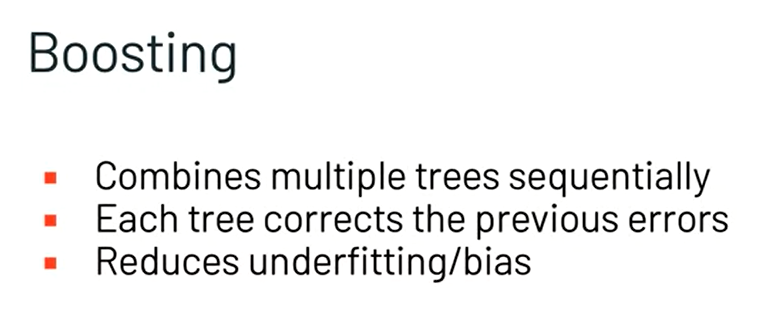 Boosting
Combines multiple trees sequentially
Each tree corrects the previous errors
Reduces underfitting/bias